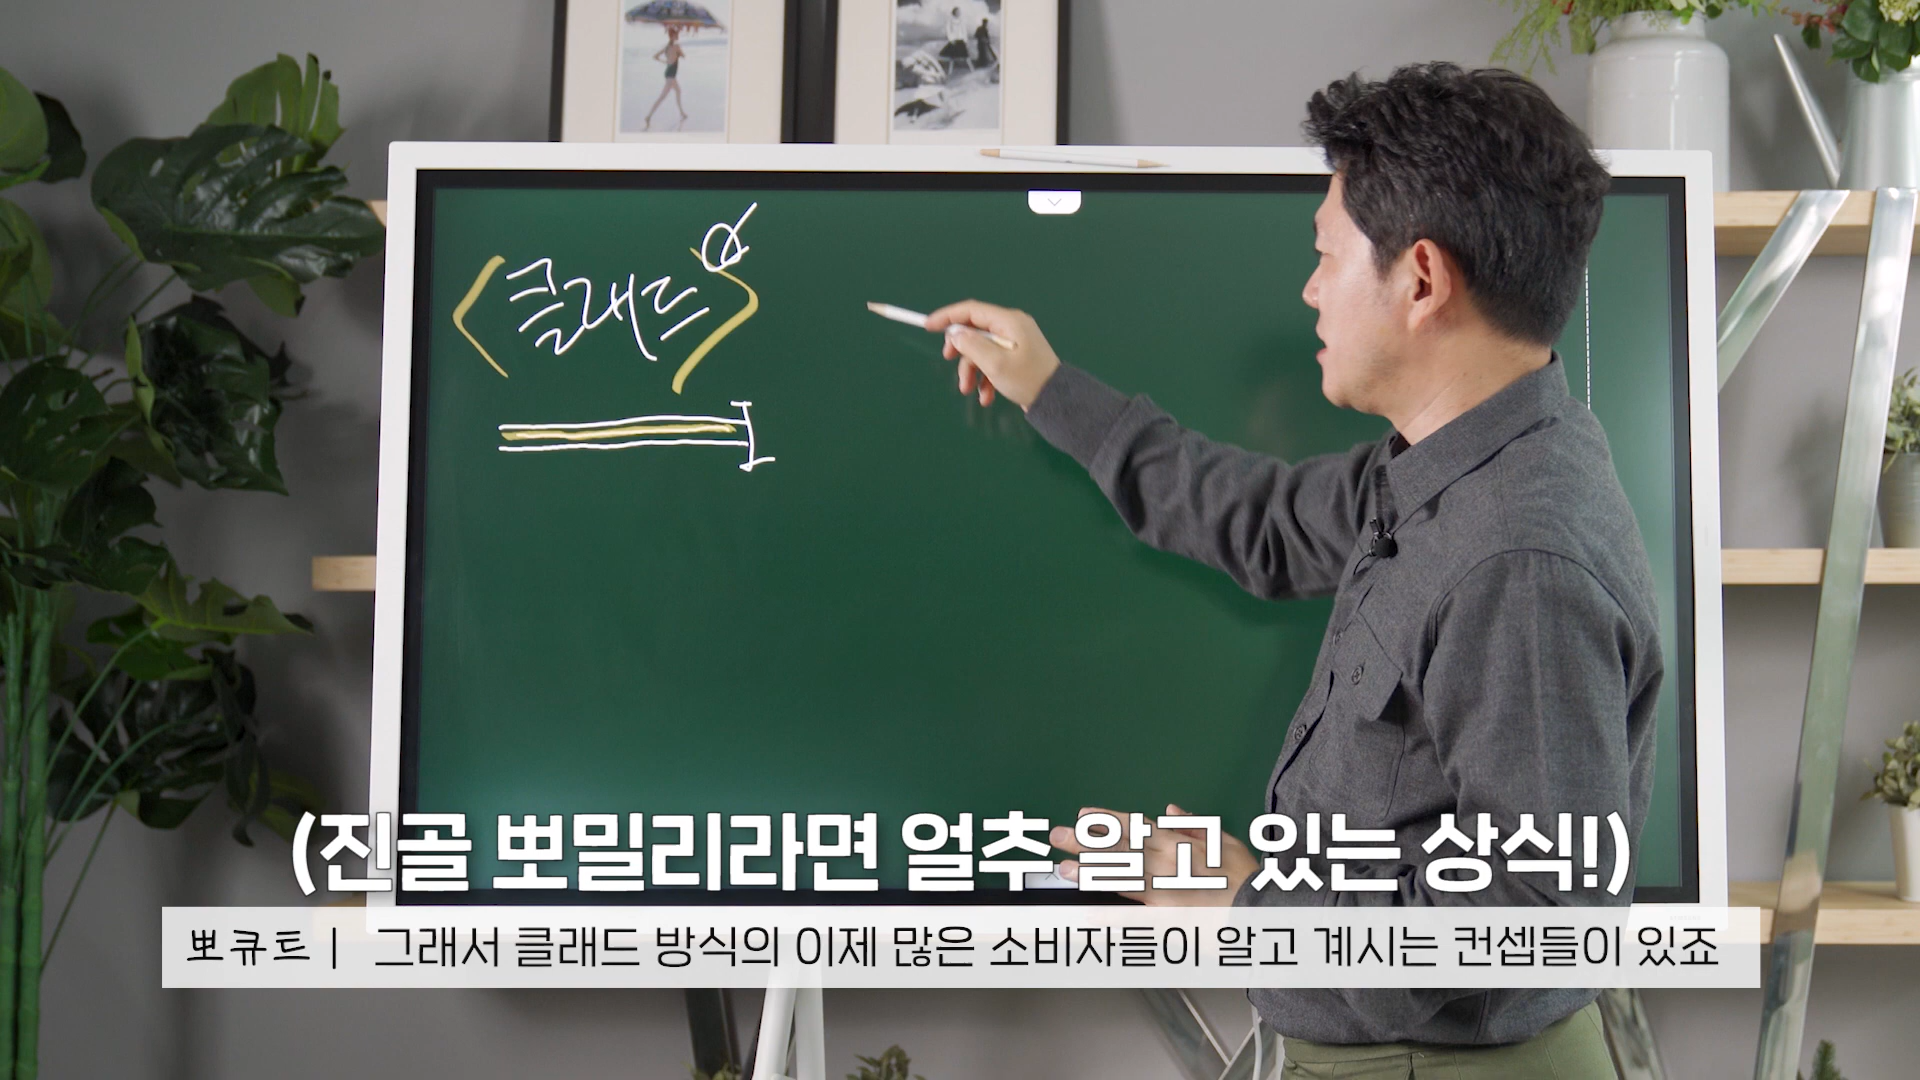 <클래드>
(진골 뽀밀리라면 얼추 알고 있는 상식!)
뽀큐트 | 그래서 클래드 방식의 이제 많은 소비자들이 알고 계시는 컨셉들이 있죠